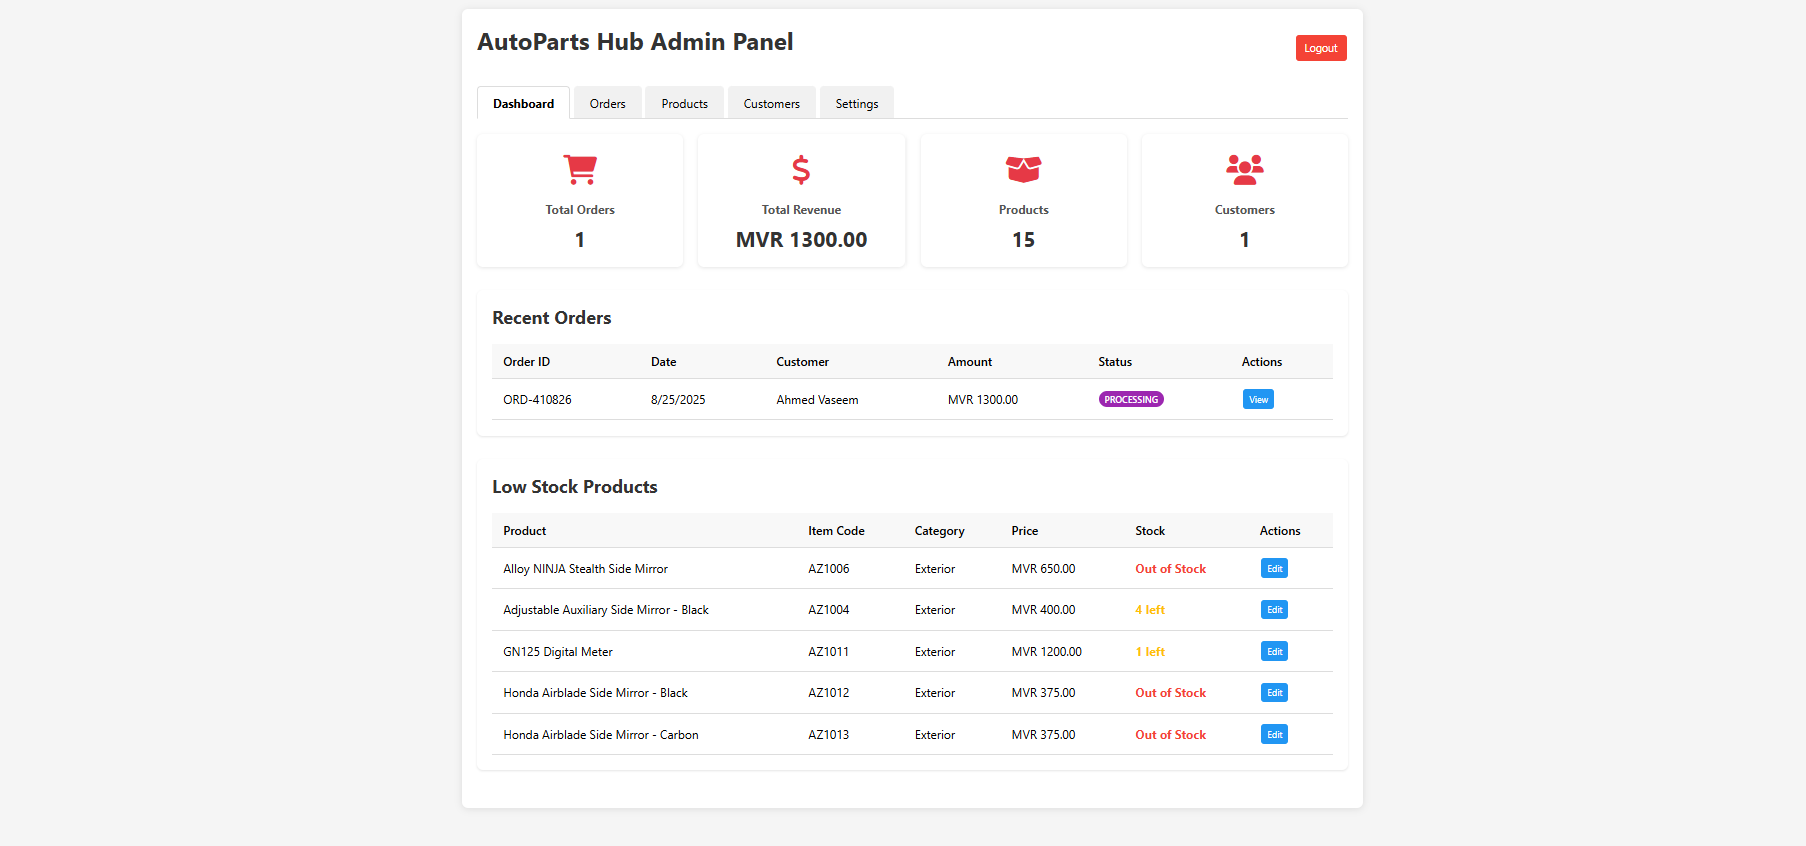 AutoParts Hub Admin Panel
Logout
Dashboard Orders Products Customers Settings
Total Orders
1
Total Revenue
MVR 1300.00
Products
15
Customers
1
Recent Orders
Order ID Date Customer Amount Status Actions
ORD-410826 8/25/2025 Ahmed Vaseem MVR 1300.00 PROCESSING View
Low Stock Products
Product Item Code Category Price Stock Actions
Alloy NINJA Stealth Side Mirror AZ1006 Exterior MVR 650.00 Out of Stock Edit
Adjustable Auxiliary Side Mirror - Black AZ1004 Exterior MVR 400.00 4 left Edit
GN125 Digital Meter AZ1011 Exterior MVR 1200.00 1 left Edit
Honda Airblade Side Mirror - Black AZ1012 Exterior MVR 375.00 Out of Stock Edit
Honda Airblade Side Mirror - Carbon AZ1013 Exterior MVR 375.00 Out of Stock Edit